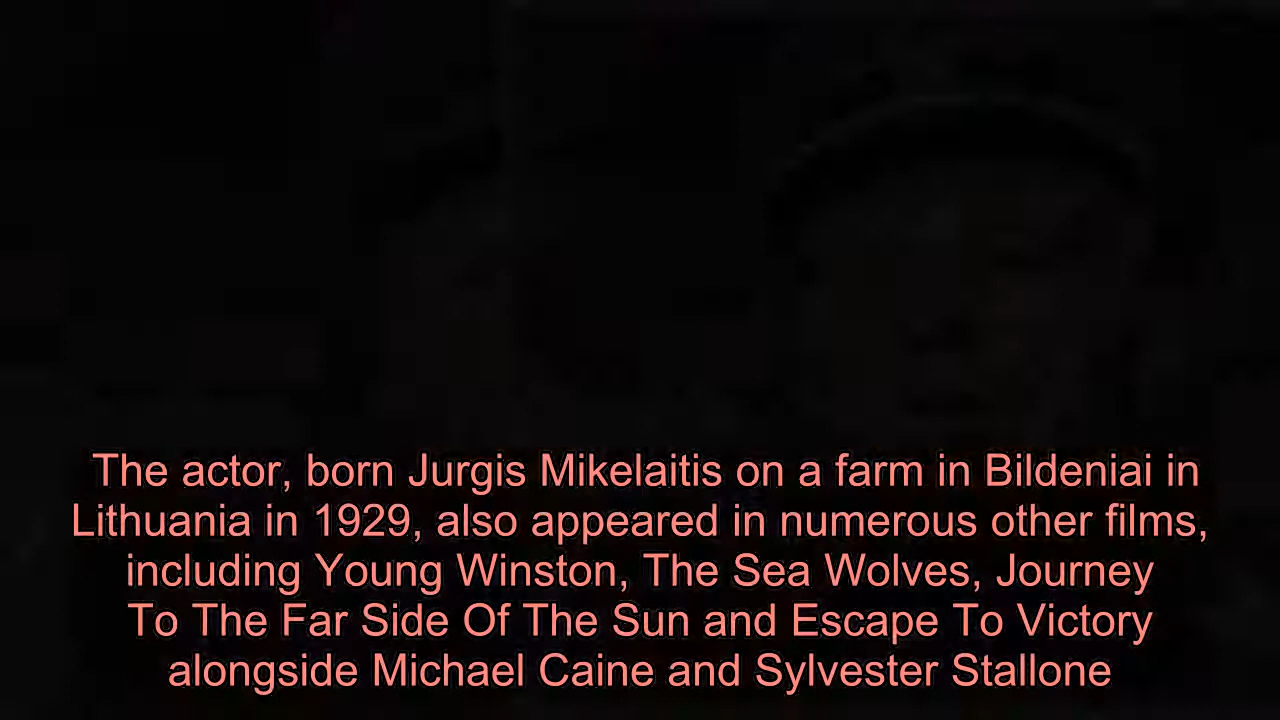 The actor, born Jurgis Mikelaitis on a farm in Bildeniai in
Lithuania in 1929, also appeared in numerous other films,
including Young Winston, The Sea Wolves, Journey
To The Far Side Of The Sun and Escape To Victory
alongside Michael Caine and Sylvester Stallone